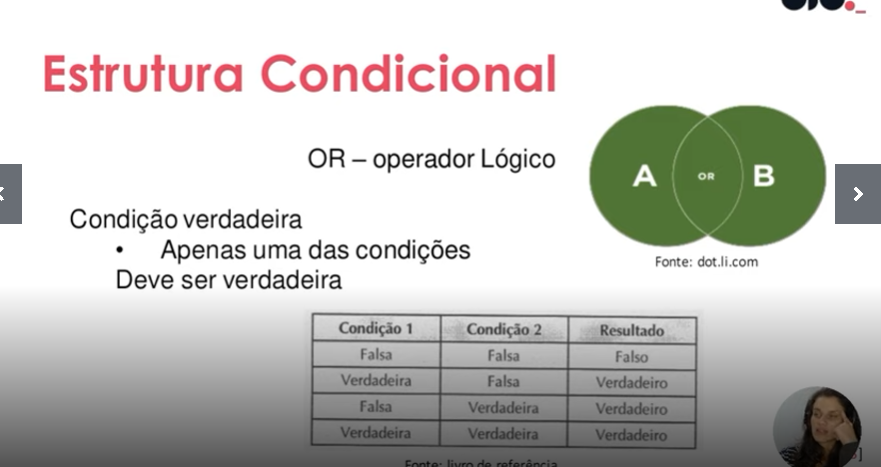 Estrutura Condicional
OR – operador Lógico
A OR B
Fonte: dot.li.com
Condição verdadeira
• Apenas uma das condições
Deve ser verdadeira
Condição 1 Condição 2 Resultado
Falsa Falsa Falso
Verdadeira Falsa Verdadeiro
Falsa Verdadeira Verdadeiro
Verdadeira Verdadeira Verdadeiro
Fonte: livro de referência